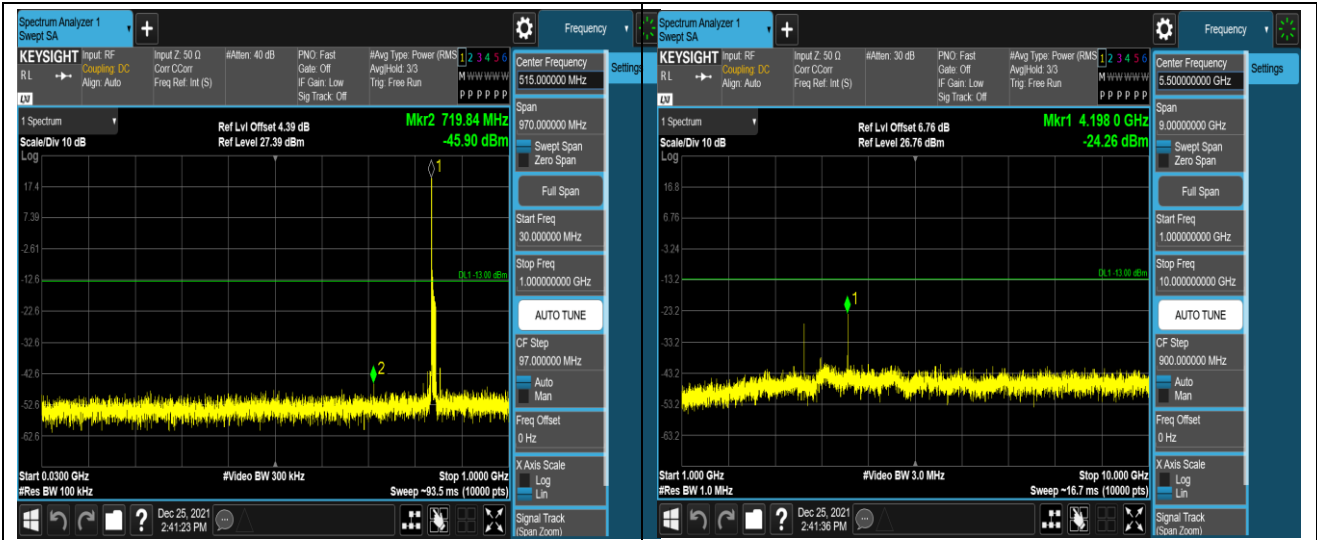 Spectrum Analyzer 1
Swept SA
Frequency
KEYSIGHT Input: RF Input Z: 50 Ω #Atten: 40 dB PNO: Fast #Avg Type: Power (RMS 1 2 3 4 5 6
RL Coupling: DC Corr CCorr Gate: Off Avg|Hold: 3/3 M W W W W W
Align: Auto Freq Ref: Int (S) IF Gain: Low Trig: Free Run
Sig Track: Off P P P P P P
LXI
Center Frequency
515.000000 MHz
Settings
Span
970.000000 MHz
Swept Span
Zero Span
Full Span
Start Freq
30.000000 MHz
Stop Freq
1.000000000 GHz
AUTO TUNE
CF Step
97.000000 MHz
Auto
Man
Freq Offset
0 Hz
X Axis Scale
Log
Lin
Signal Track
(Span Zoom)
1 Spectrum
Ref Lvl Offset 4.39 dB Mkr2 719.84 MHz
Scale/Div 10 dB Ref Level 27.39 dBm -45.90 dBm
Log
1
17.4
7.39
-2.61
DL1 -13.00 dBm
-12.6
-22.6
-32.6
-42.6
2
-52.6
-62.6
Start 0.0300 GHz #Video BW 300 kHz Stop 1.0000 GHz
#Res BW 100 kHz Sweep ~93.5 ms (10000 pts)
Dec 25, 2021
2:41:23 PM
Spectrum Analyzer 1
Swept SA
Frequency
KEYSIGHT Input: RF Input Z: 50 Ω #Atten: 30 dB PNO: Fast #Avg Type: Power (RMS 1 2 3 4 5 6
RL Coupling: DC Corr CCorr Gate: Off Avg|Hold: 3/3 M W W W W W
Align: Auto Freq Ref: Int (S) IF Gain: Low Trig: Free Run
Sig Track: Off P P P P P P
LXI
Center Frequency
5.500000000 GHz
Settings
Span
9.00000000 GHz
Swept Span
Zero Span
Full Span
Start Freq
1.000000000 GHz
Stop Freq
10.000000000 GHz
AUTO TUNE
CF Step
900.000000 MHz
Auto
Man
Freq Offset
0 Hz
X Axis Scale
Log
Lin
Signal Track
(Span Zoom)
1 Spectrum
Ref Lvl Offset 6.76 dB Mkr1 4.198 0 GHz
Scale/Div 10 dB Ref Level 26.76 dBm -24.26 dBm
Log
16.8
6.76
-3.24
DL1 -13.00 dBm
-13.2
1
-23.2
-33.2
-43.2
-53.2
-63.2
Start 1.000 GHz #Video BW 3.0 MHz Stop 10.000 GHz
#Res BW 1.0 MHz Sweep ~16.7 ms (10000 pts)
Dec 25, 2021
2:41:36 PM